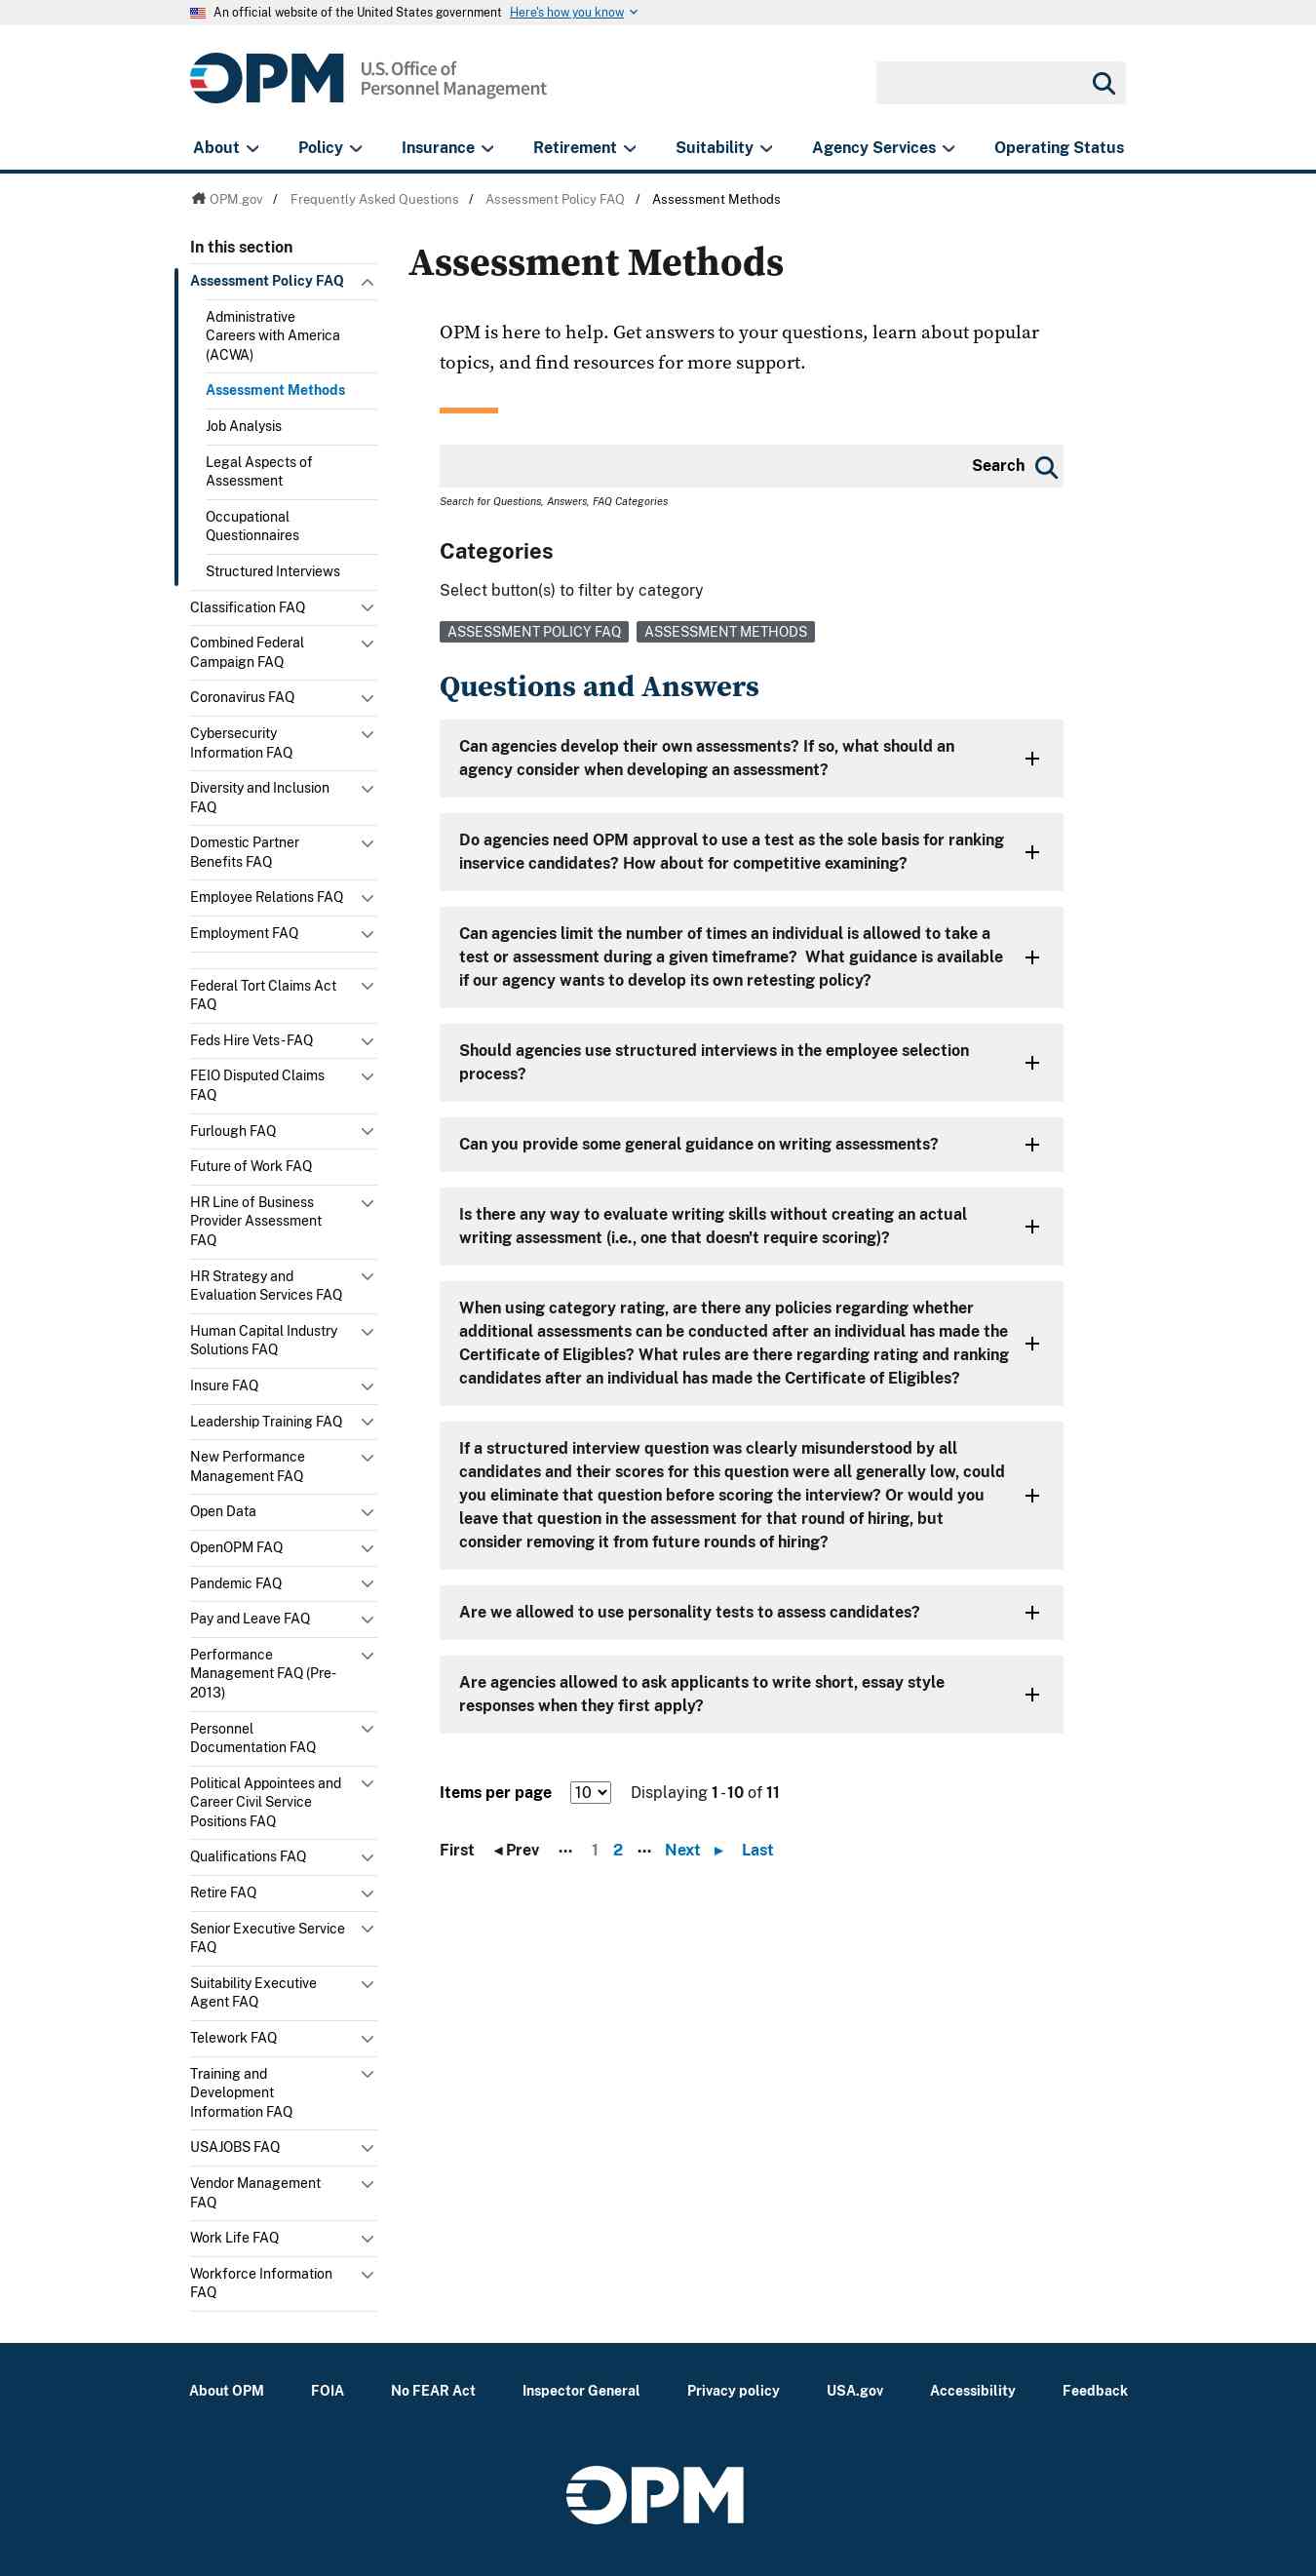 An official website of the United States government Here's how you know
OPM U.S. Office of
Personnel Management
About Policy Insurance Retirement Suitability Agency Services Operating Status
OPM.gov / Frequently Asked Questions / Assessment Policy FAQ / Assessment Methods
In this section
Assessment Policy FAQ
Administrative
Careers with America
(ACWA)
Assessment Methods
Job Analysis
Legal Aspects of
Assessment
Occupational
Questionnaires
Structured Interviews
Classification FAQ
Combined Federal
Campaign FAQ
Coronavirus FAQ
Cybersecurity
Information FAQ
Diversity and Inclusion
FAQ
Domestic Partner
Benefits FAQ
Employee Relations FAQ
Employment FAQ
Federal Tort Claims Act
FAQ
Feds Hire Vets-FAQ
FEIO Disputed Claims
FAQ
Furlough FAQ
Future of Work FAQ
HR Line of Business
Provider Assessment
FAQ
HR Strategy and
Evaluation Services FAQ
Human Capital Industry
Solutions FAQ
Insure FAQ
Leadership Training FAQ
New Performance
Management FAQ
Open Data
OpenOPM FAQ
Pandemic FAQ
Pay and Leave FAQ
Performance
Management FAQ (Pre-
2013)
Personnel
Documentation FAQ
Political Appointees and
Career Civil Service
Positions FAQ
Qualifications FAQ
Retire FAQ
Senior Executive Service
FAQ
Suitability Executive
Agent FAQ
Telework FAQ
Training and
Development
Information FAQ
USAJOBS FAQ
Vendor Management
FAQ
Work Life FAQ
Workforce Information
FAQ
Assessment Methods
OPM is here to help. Get answers to your questions, learn about popular
topics, and find resources for more support.
Search
Search for Questions, Answers, FAQ Categories
Categories
Select button(s) to filter by category
ASSESSMENT POLICY FAQ ASSESSMENT METHODS
Questions and Answers
Can agencies develop their own assessments? If so, what should an
agency consider when developing an assessment?
Do agencies need OPM approval to use a test as the sole basis for ranking
inservice candidates? How about for competitive examining?
Can agencies limit the number of times an individual is allowed to take a
test or assessment during a given timeframe?  What guidance is available
if our agency wants to develop its own retesting policy?
Should agencies use structured interviews in the employee selection
process?
Can you provide some general guidance on writing assessments?
Is there any way to evaluate writing skills without creating an actual
writing assessment (i.e., one that doesn't require scoring)?
When using category rating, are there any policies regarding whether
additional assessments can be conducted after an individual has made the
Certificate of Eligibles? What rules are there regarding rating and ranking
candidates after an individual has made the Certificate of Eligibles?
If a structured interview question was clearly misunderstood by all
candidates and their scores for this question were all generally low, could
you eliminate that question before scoring the interview? Or would you
leave that question in the assessment for that round of hiring, but
consider removing it from future rounds of hiring?
Are we allowed to use personality tests to assess candidates?
Are agencies allowed to ask applicants to write short, essay style
responses when they first apply?
Items per page 10 Displaying 1 - 10 of 11
First ◂ Prev ··· 1 2 ··· Next ▸ Last
About OPM FOIA No FEAR Act Inspector General Privacy policy USA.gov Accessibility Feedback
OPM